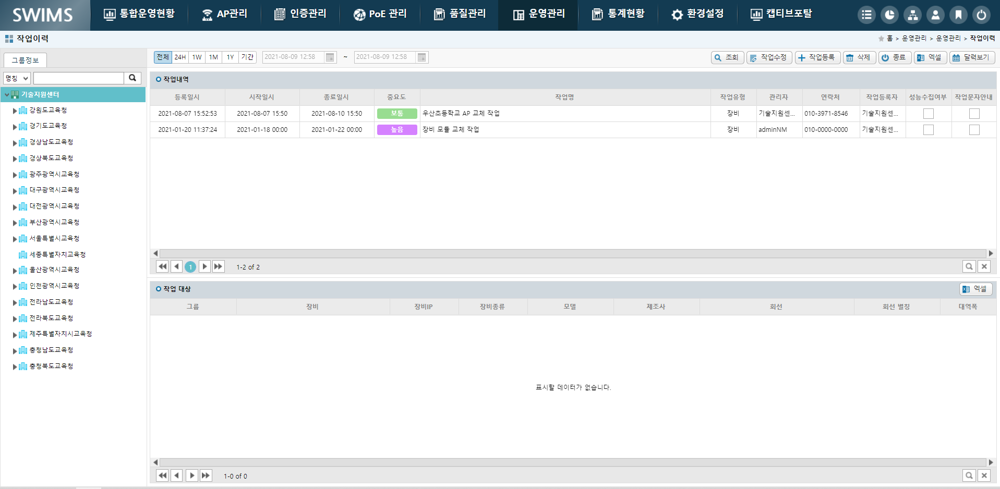 SWIMS 통합운영현황 AP관리 인증관리 PoE 관리 품질관리 운영관리 통계현황 환경설정 캡티브포탈
작업이력 홈 > 운영관리 > 운영관리 > 작업이력
그룹정보
명칭
기술지원센터
강원도교육청
경기도교육청
경상남도교육청
경상북도교육청
광주광역시교육청
대구광역시교육청
대전광역시교육청
부산광역시교육청
서울특별시교육청
세종특별자치교육청
울산광역시교육청
인천광역시교육청
전라남도교육청
전라북도교육청
제주특별자치시교육청
충청남도교육청
충청북도교육청
전체 24H 1W 1M 1Y 기간 2021-08-09 12:58 ~ 2021-08-09 12:58 조회 작업수정 작업등록 삭제 종료 엑셀 달력보기
작업내역
등록일시 시작일시 종료일시 중요도 작업명 작업유형 관리자 연락처 작업등록자 성능수집여부 작업문자안내
2021-08-07 15:52:53 2021-08-07 15:50 2021-08-10 15:50 보통 우산초등학교 AP 교체 작업 장비 기술지원센... 010-3971-8546 기술지원센...
2021-01-20 11:37:24 2021-01-18 00:00 2021-01-22 00:00 높음 장비 모듈 교체 작업 장비 adminNM 010-0000-0000 기술지원센...
1 1-2 of 2
작업 대상 엑셀
그룹 장비 장비IP 장비종류 모델 제조사 회선 회선 별칭 대역폭
표시할 데이터가 없습니다.
1-0 of 0